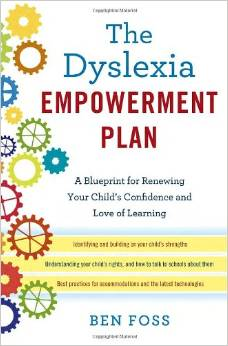 The
Dyslexia
EMPOWERMENT
PLAN
A Blueprint for Renewing
Your Child's Confidence and
Love of Learning
Identifying and building on your child's strengths
Understanding your child's rights, and how to talk to schools about them
Best practices for accommodations and the latest technologies
BEN FOSS